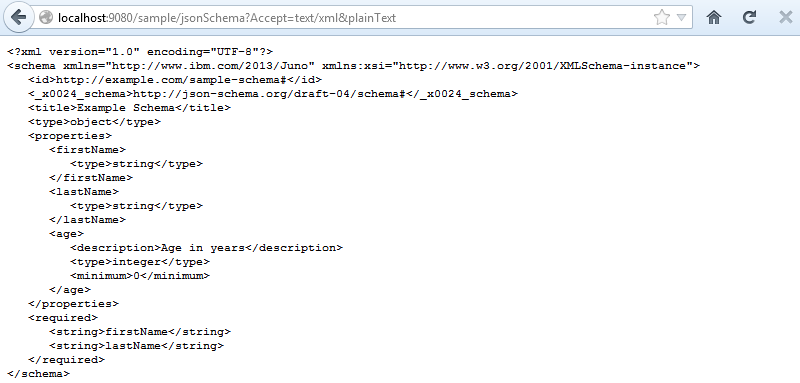 localhost:9080/sample/jsonSchema?Accept=text/xml&plainText
<?xml version="1.0" encoding="UTF-8"?>
<schema xmlns="http://www.ibm.com/2013/Juno" xmlns:xsi="http://www.w3.org/2001/XMLSchema-instance">
   <id>http://example.com/sample-schema#</id>
   <_x0024_schema>http://json-schema.org/draft-04/schema#</_x0024_schema>
   <title>Example Schema</title>
   <type>object</type>
   <properties>
      <firstName>
         <type>string</type>
      </firstName>
      <lastName>
         <type>string</type>
      </lastName>
      <age>
         <description>Age in years</description>
         <type>integer</type>
         <minimum>0</minimum>
      </age>
   </properties>
   <required>
      <string>firstName</string>
      <string>lastName</string>
   </required>
</schema>